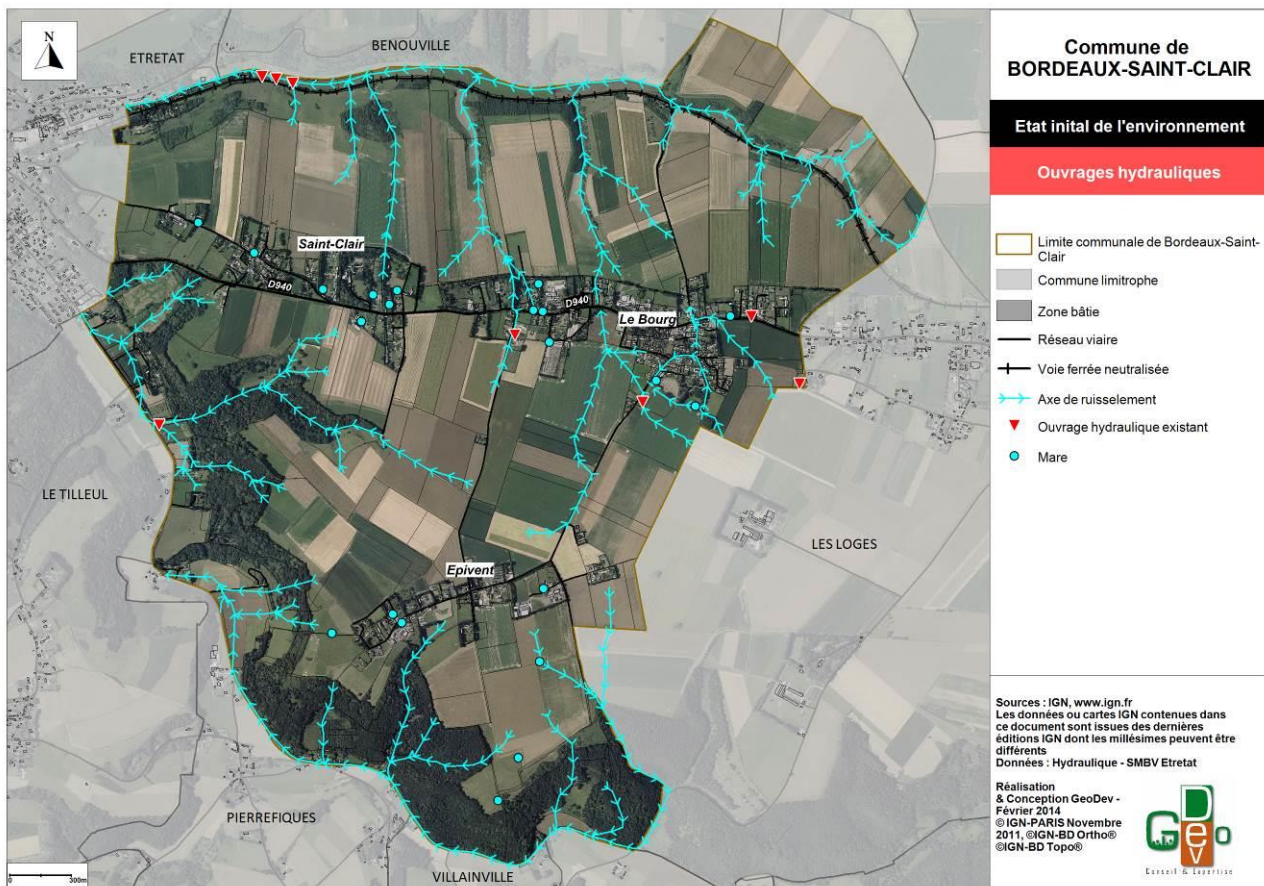 N
ETRETAT
BENOUVILLE
Saint-Clair
D940
D940
Le Bourg
LE TILLEUL
LES LOGES
Epivent
PIERREFIQUES
VILLAINVILLE
0 300m
Commune de
BORDEAUX-SAINT-CLAIR
Etat inital de l'environnement
Ouvrages hydrauliques
Limite communale de Bordeaux-Saint-
Clair
Commune limitrophe
Zone bâtie
Réseau viaire
Voie ferrée neutralisée
Axe de ruisselement
Ouvrage hydraulique existant
Mare
Sources : IGN, www.ign.fr
Les données ou cartes IGN contenues dans
ce document sont issues des dernières
éditions IGN dont les millésimes peuvent être
différents
Données : Hydraulique - SMBV Etretat
Réalisation
& Conception GeoDev -
Février 2014
© IGN-PARIS Novembre
2011, ©IGN-BD Ortho®
©IGN-BD Topo®
GeoDev
Conseil & Expertise